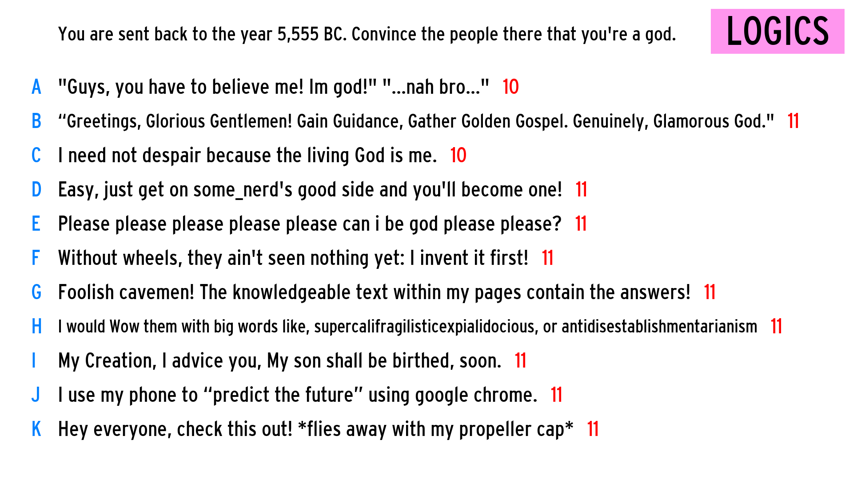 You are sent back to the year 5,555 BC. Convince the people there that you're a god.
LOGICS
A "Guys, you have to believe me! Im god!" "...nah bro..." 10
B “Greetings, Glorious Gentlemen! Gain Guidance, Gather Golden Gospel. Genuinely, Glamorous God." 11
C I need not despair because the living God is me. 10
D Easy, just get on some_nerd's good side and you'll become one! 11
E Please please please please please can i be god please please? 11
F Without wheels, they ain't seen nothing yet: I invent it first! 11
G Foolish cavemen! The knowledgeable text within my pages contain the answers! 11
H I would Wow them with big words like, supercalifragilisticexpialidocious, or antidisestablishmentarianism 11
I My Creation, I advice you, My son shall be birthed, soon. 11
J I use my phone to “predict the future” using google chrome. 11
K Hey everyone, check this out! *flies away with my propeller cap* 11